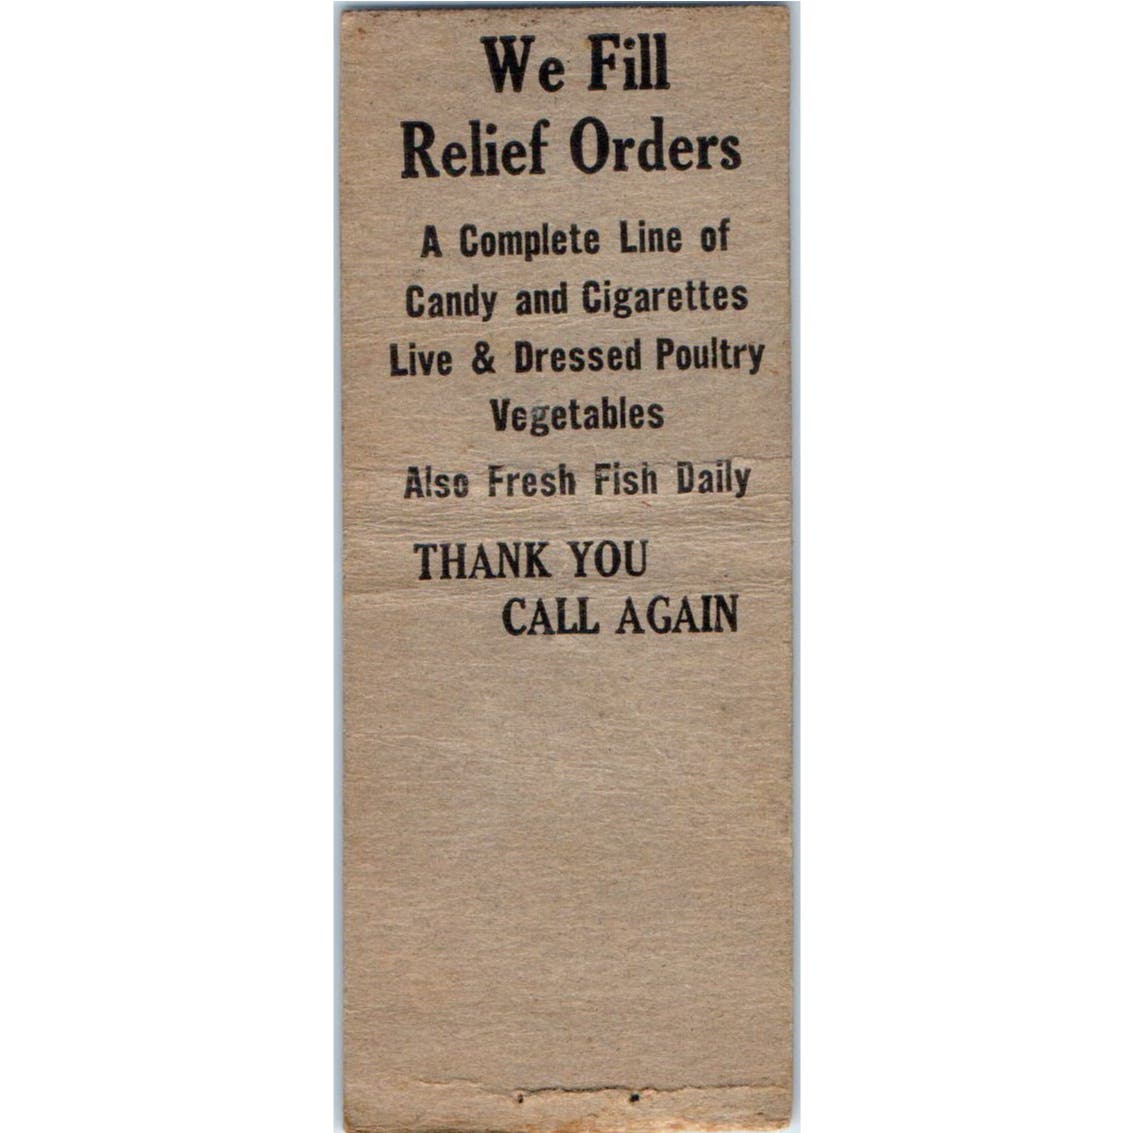 We Fill
Relief Orders
A Complete Line of
Candy and Cigarettes
Live & Dressed Poultry
Vegetables
Also Fresh Fish Daily
THANK YOU
CALL AGAIN